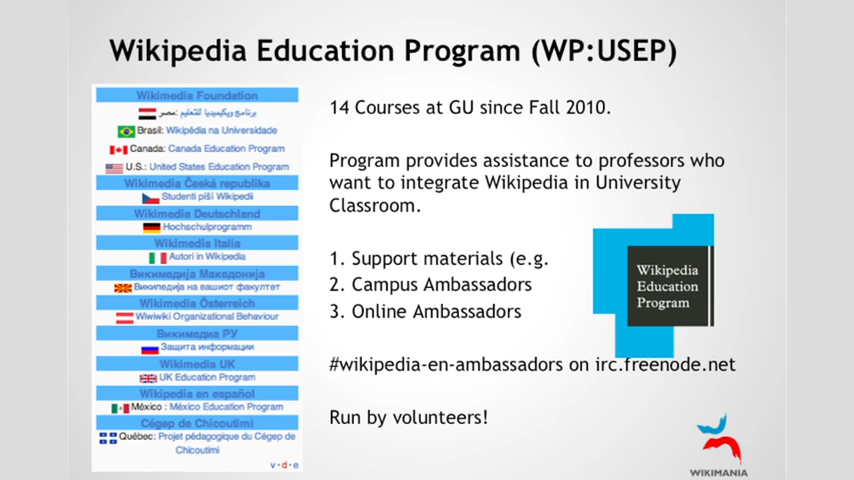 Wikipedia Education Program (WP:USEP)
Wikimedia Foundation
مصر: برنامج ويكيميديا للتعليم
Brasil: Wikipédia na Universidade
Canada: Canada Education Program
U.S.: United States Education Program
Wikimedia Česká republika
Studenti píší Wikipedii
Wikimedia Deutschland
Hochschulprogramm
Wikimedia Italia
Autori in Wikipedia
Викимедија Македонија
Википедија на вашиот факултет
Wikimedia Österreich
Wiwiwiki Organizational Behaviour
Викимедиа РУ
Защита информации
Wikimedia UK
UK Education Program
Wikipedia en español
México : México Education Program
Cégep de Chicoutimi
Québec: Projet pédagogique du Cégep de
Chicoutimi
v·d·e
14 Courses at GU since Fall 2010.
Program provides assistance to professors who
want to integrate Wikipedia in University
Classroom.
1. Support materials (e.g.
2. Campus Ambassadors
3. Online Ambassadors
Wikipedia
Education
Program
#wikipedia-en-ambassadors on irc.freenode.net
Run by volunteers!
WIKIMANIA